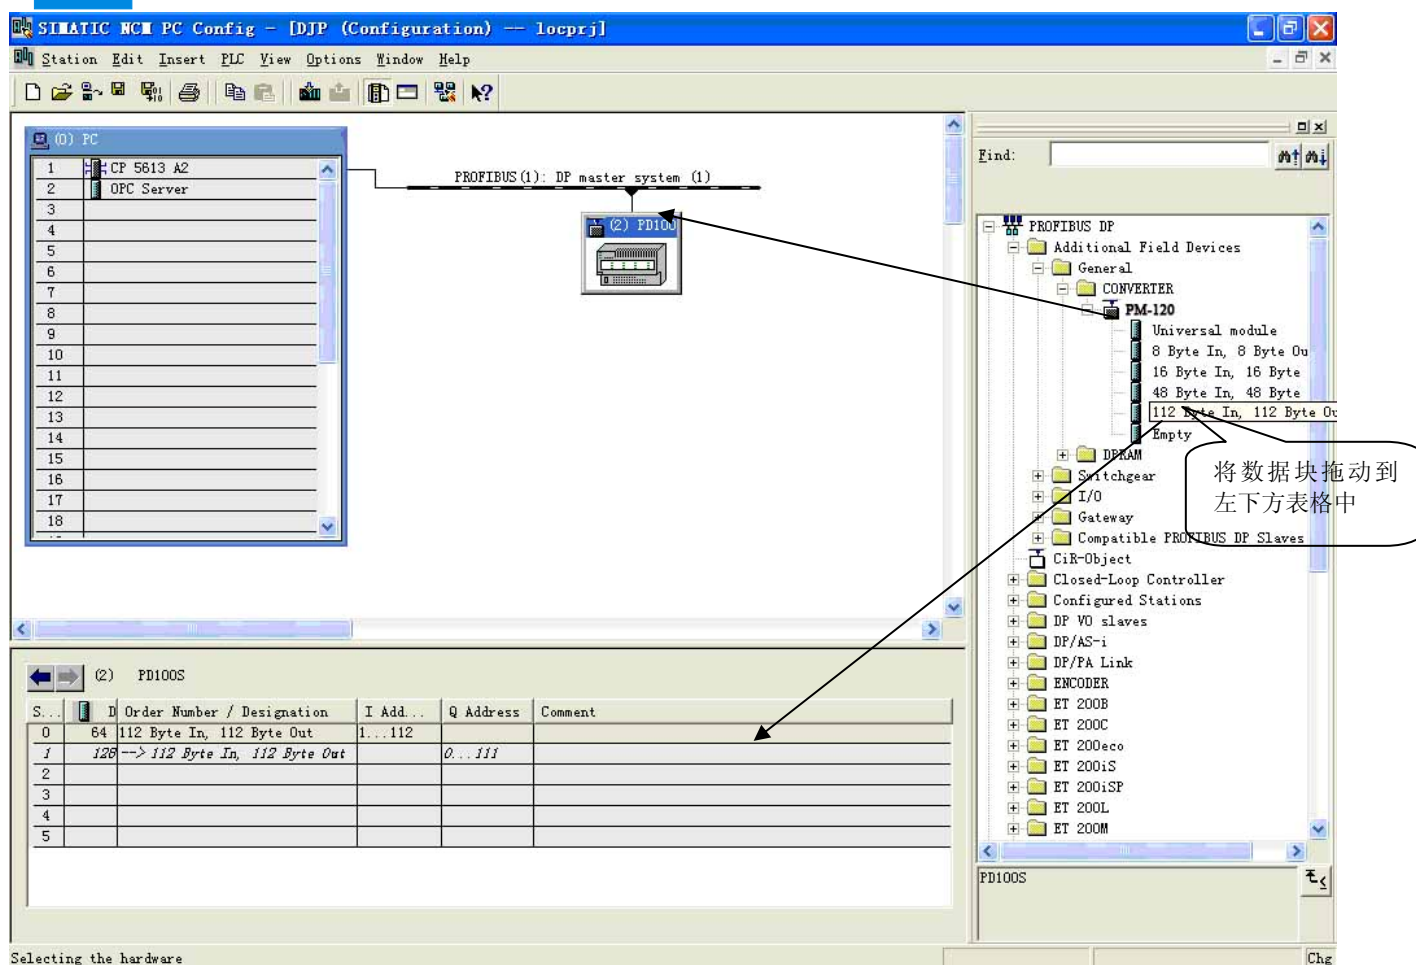 SIMATIC NCM PC Config - [DJP (Configuration) -- locprj]
Station Edit Insert PLC View Options Window Help
(0) PC
1 CP 5613 A2
2 OPC Server
3
4
5
6
7
8
9
10
11
12
13
14
15
16
17
18
PROFIBUS(1): DP master system (1)
(2) PD100
Find:
PROFIBUS DP
Additional Field Devices
General
CONVERTER
PM-120
Universal module
8 Byte In, 8 Byte Ou
16 Byte In, 16 Byte
48 Byte In, 48 Byte
112 Byte In, 112 Byte Ou
Empty
DPRAM
Switchgear
I/O
Gateway
Compatible PROFIBUS DP Slaves
CiR-Object
Closed-Loop Controller
Configured Stations
DP V0 slaves
DP/AS-i
DP/PA Link
ENCODER
ET 200B
ET 200C
ET 200eco
ET 200iS
ET 200iSP
ET 200L
ET 200M
将数据块拖动到
左下方表格中
PD100S
(2) PD100S
S... D Order Number / Designation I Add... Q Address Comment
0 64 112 Byte In, 112 Byte Out 1...112
1 128 --> 112 Byte In, 112 Byte Out 0...111
2
3
4
5
Selecting the hardware
Chg